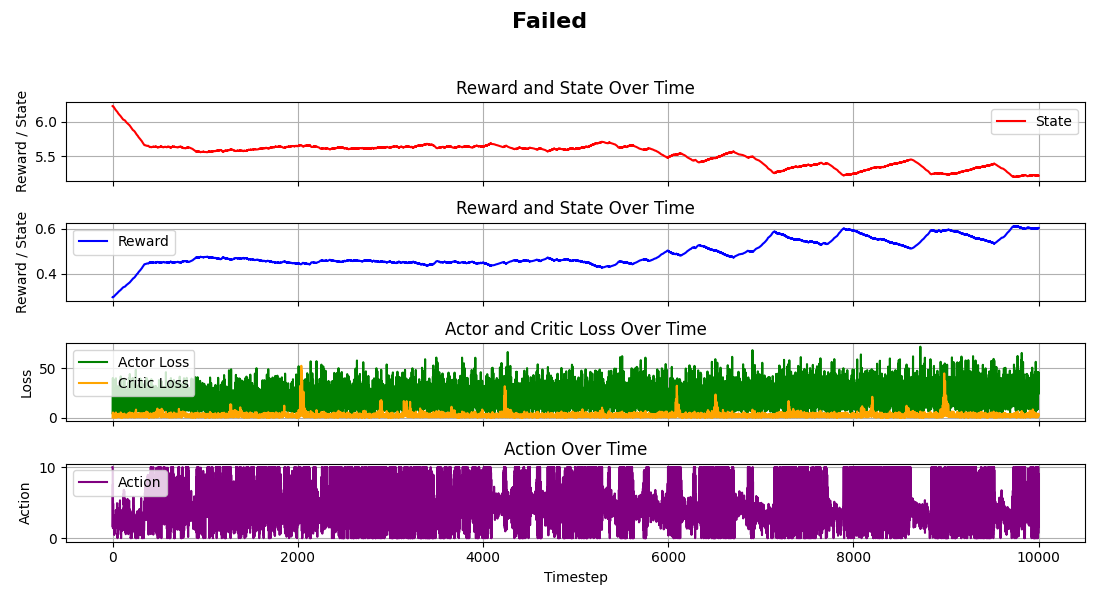 Failed
Reward and State Over Time
Reward / State
6.0
5.5
State
Reward and State Over Time
Reward / State
0.6
0.4
Reward
Actor and Critic Loss Over Time
Loss
50
0
Actor Loss
Critic Loss
Action Over Time
Action
10
0
Action
0 2000 4000 6000 8000 10000
Timestep